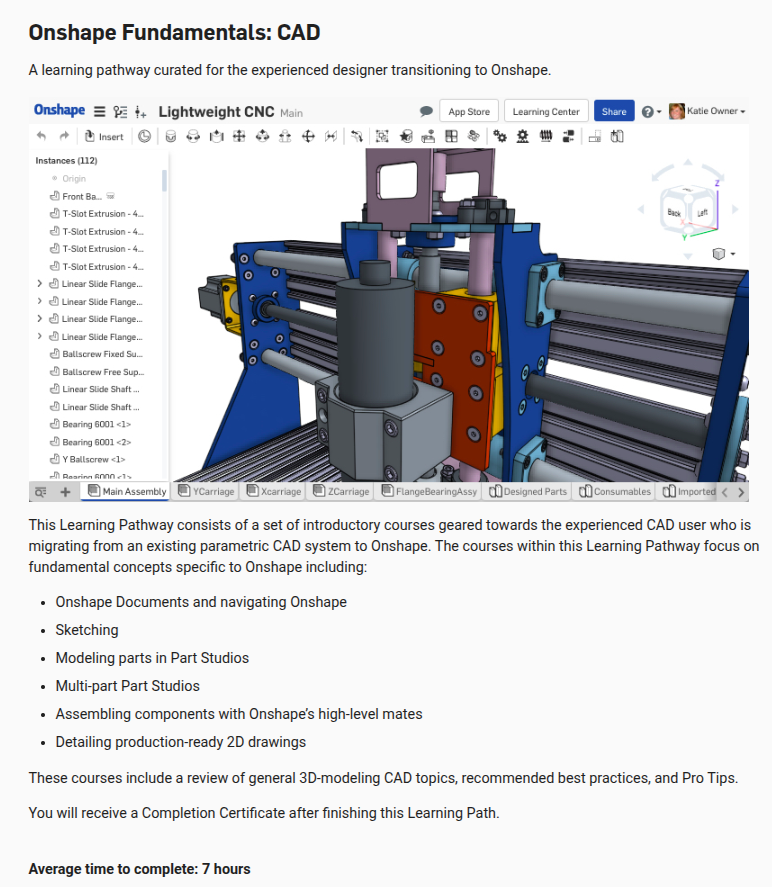 Onshape Fundamentals: CAD
A learning pathway curated for the experienced designer transitioning to Onshape.
Onshape Lightweight CNC Main App Store Learning Center Share Katie Owner
Insert
Instances (112)
Origin
Front Ba...
T-Slot Extrusion - 4...
T-Slot Extrusion - 4...
T-Slot Extrusion - 4...
T-Slot Extrusion - 4...
Linear Slide Flange...
Linear Slide Flange...
Linear Slide Flange...
Linear Slide Flange...
Ballscrew Fixed Su...
Ballscrew Free Sup...
Linear Slide Shaft ...
Linear Slide Shaft ...
Bearing 6001 <1>
Bearing 6001 <2>
Y Ballscrew <1>
Bearing 6000 <1>
Z
Back Left
X
Y
Main Assembly YCarriage Xcarriage ZCarriage FlangeBearingAssy Designed Parts Consumables Imported
This Learning Pathway consists of a set of introductory courses geared towards the experienced CAD user who is
migrating from an existing parametric CAD system to Onshape. The courses within this Learning Pathway focus on
fundamental concepts specific to Onshape including:
• Onshape Documents and navigating Onshape
• Sketching
• Modeling parts in Part Studios
• Multi-part Part Studios
• Assembling components with Onshape's high-level mates
• Detailing production-ready 2D drawings
These courses include a review of general 3D-modeling CAD topics, recommended best practices, and Pro Tips.
You will receive a Completion Certificate after finishing this Learning Path.
Average time to complete: 7 hours